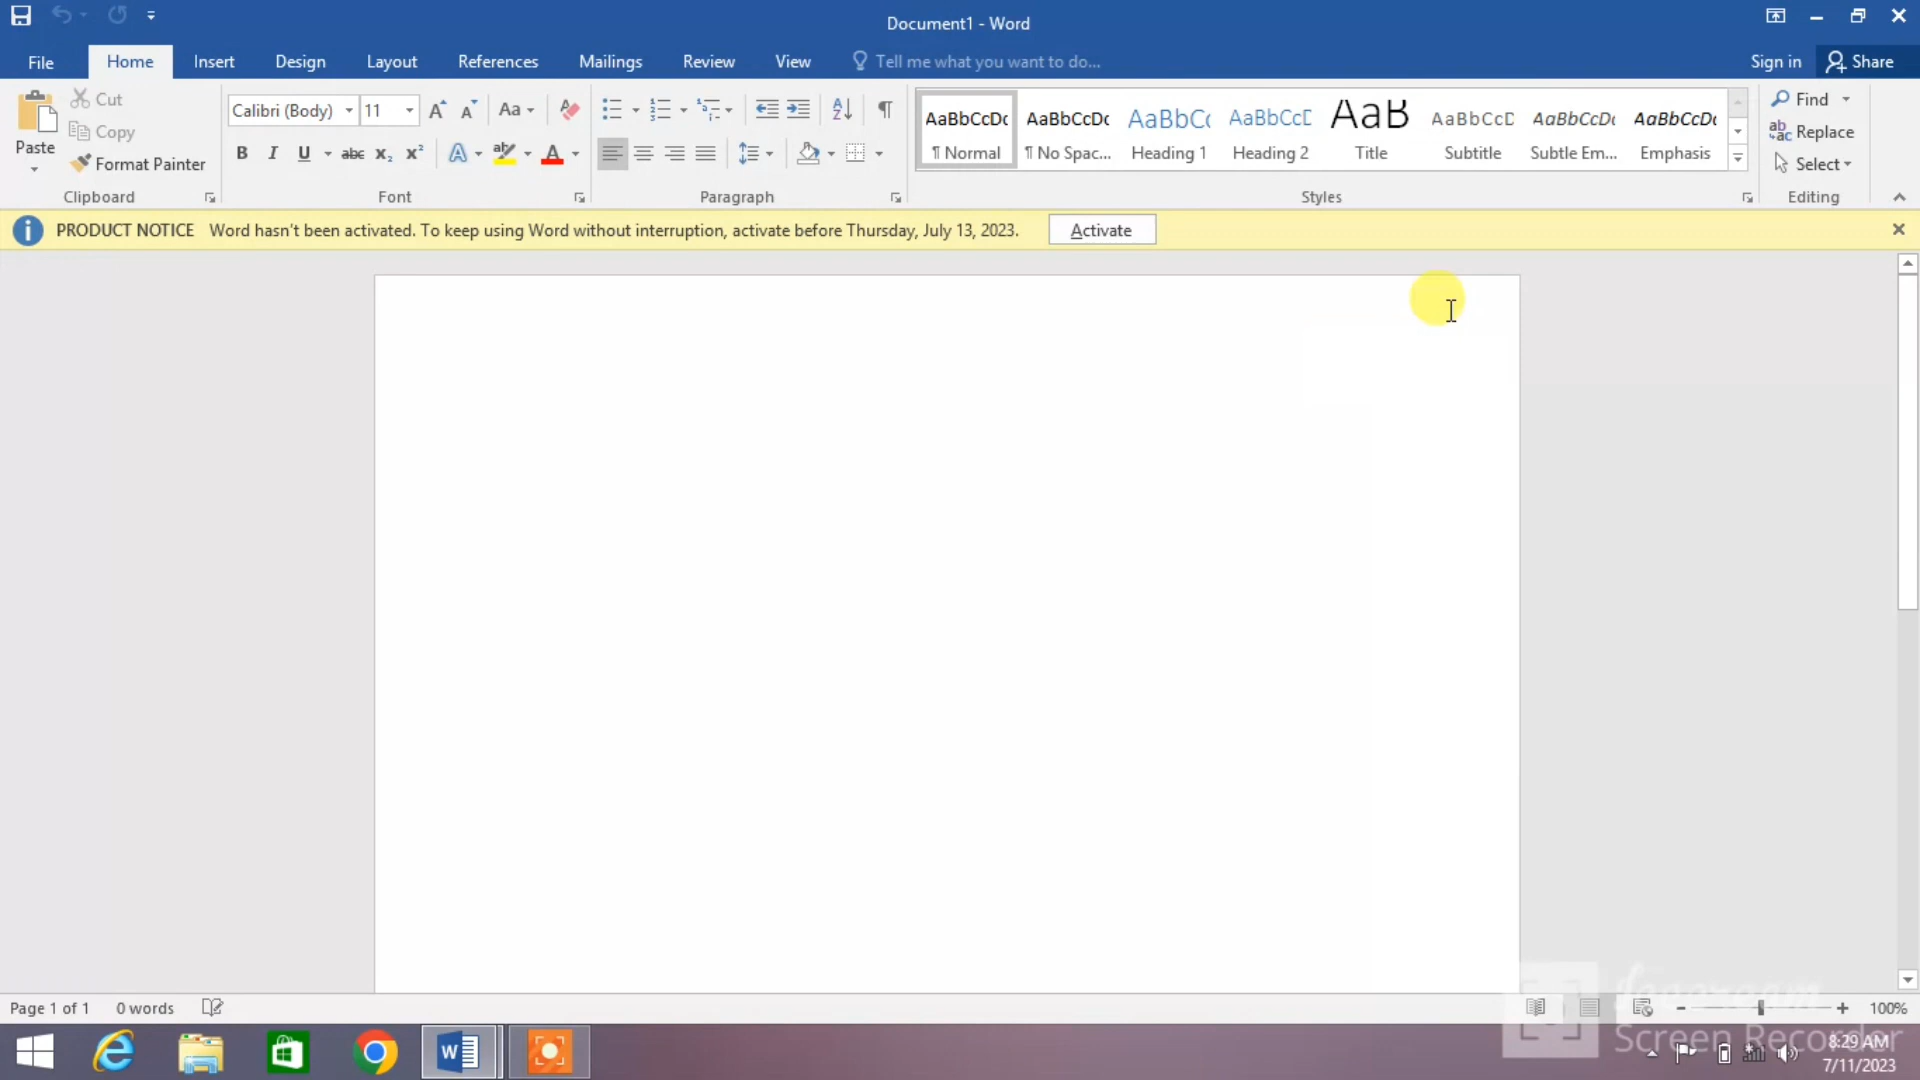 Document1 - Word
File Home Insert Design Layout References Mailings Review View Tell me what you want to do... Sign in Share
Paste
Cut
Copy
Format Painter
Clipboard
Calibri (Body) 11 Aa
B I U abc x₂ x² A A
Font
Paragraph
AaBbCcDc AaBbCcDc AaBbCc AaBbCcD AaB AaBbCcD AaBbCcDc AaBbCcDc
¶ Normal ¶ No Spac... Heading 1 Heading 2 Title Subtitle Subtle Em... Emphasis
Styles
Find
Replace
Select
Editing
PRODUCT NOTICE Word hasn't been activated. To keep using Word without interruption, activate before Thursday, July 13, 2023. Activate
Page 1 of 1 0 words 100%
Screen Recorder
8:29 AM
7/11/2023